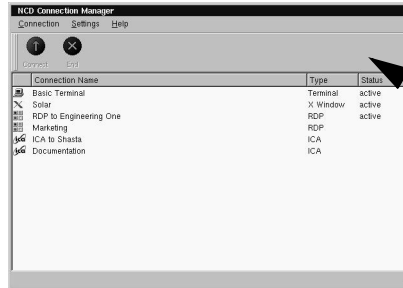 NCD Connection Manager
Connection Settings Help
Connect End
Connection Name Type Status
Basic Terminal Terminal active
Solar X Window active
RDP to Engineering One RDP active
Marketing RDP
ICA to Shasta ICA
Documentation ICA